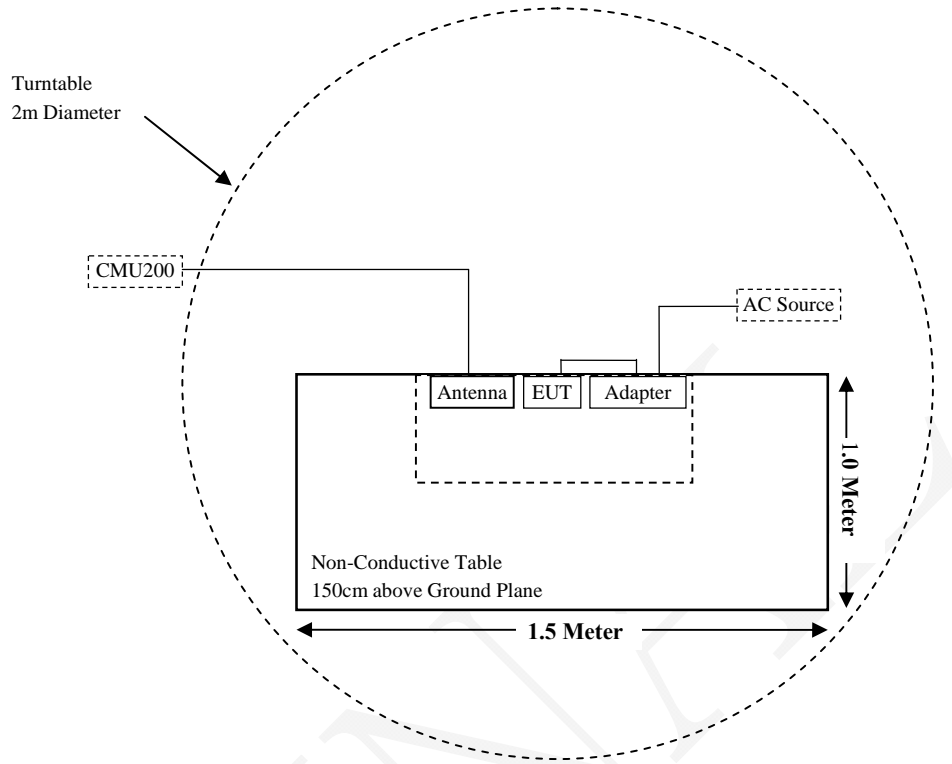 Turntable
2m Diameter
CMU200
AC Source
Antenna
EUT
Adapter
1.0 Meter
Non-Conductive Table
150cm above Ground Plane
1.5 Meter